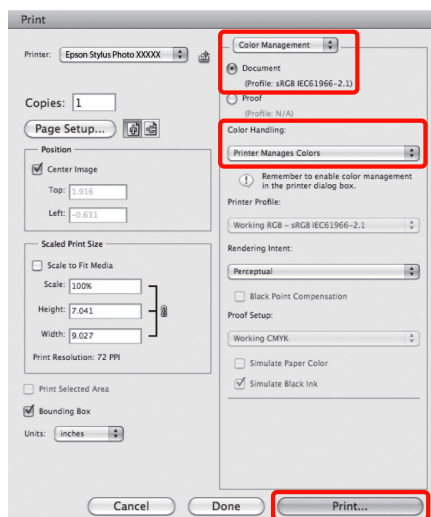 Print
Printer: Epson Stylus Photo XXXXX
Copies: 1
Page Setup...
Position
Center Image
Top: 1.916
Left: -0.631
Scaled Print Size
Scale to Fit Media
Scale: 100%
Height: 7.041
Width: 9.027
Print Resolution: 72 PPI
Print Selected Area
Bounding Box
Units: inches
Color Management
Document
(Profile: sRGB IEC61966-2.1)
Proof
(Profile: N/A)
Color Handling:
Printer Manages Colors
Remember to enable color management
in the printer dialog box.
Printer Profile:
Working RGB - sRGB IEC61966-2.1
Rendering Intent:
Perceptual
Black Point Compensation
Proof Setup:
Working CMYK
Simulate Paper Color
Simulate Black Ink
Cancel Done Print...